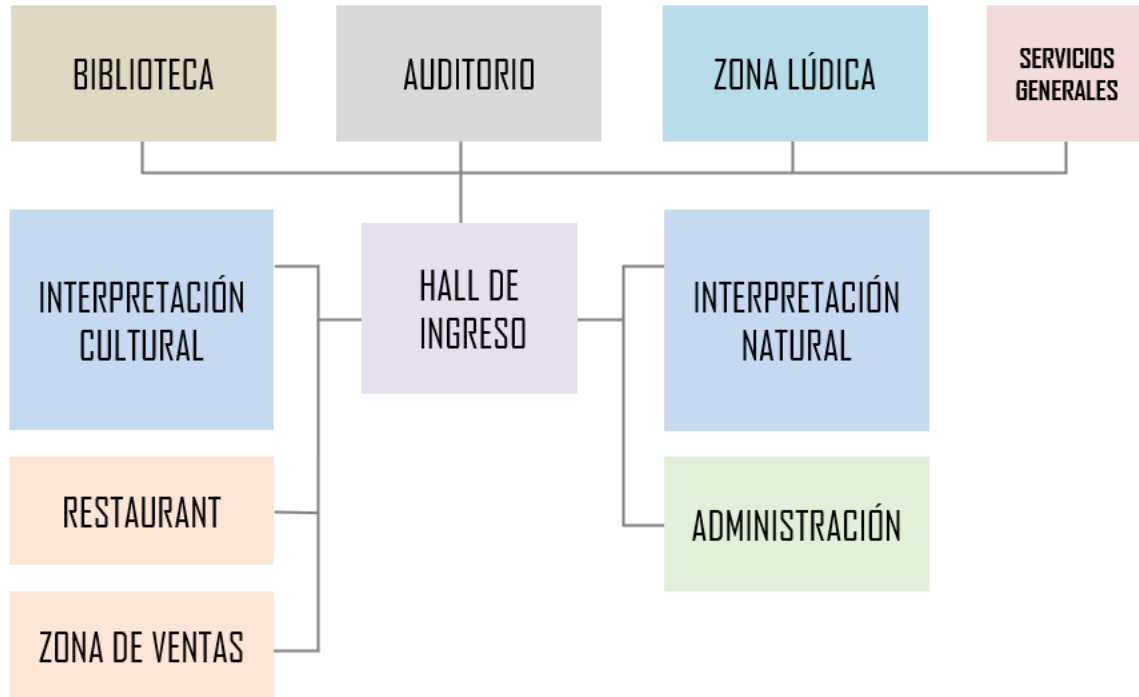 BIBLIOTECA
AUDITORIO
ZONA LÚDICA
SERVICIOS
GENERALES
INTERPRETACIÓN
CULTURAL
HALL DE
INGRESO
INTERPRETACIÓN
NATURAL
RESTAURANT
ADMINISTRACIÓN
ZONA DE VENTAS